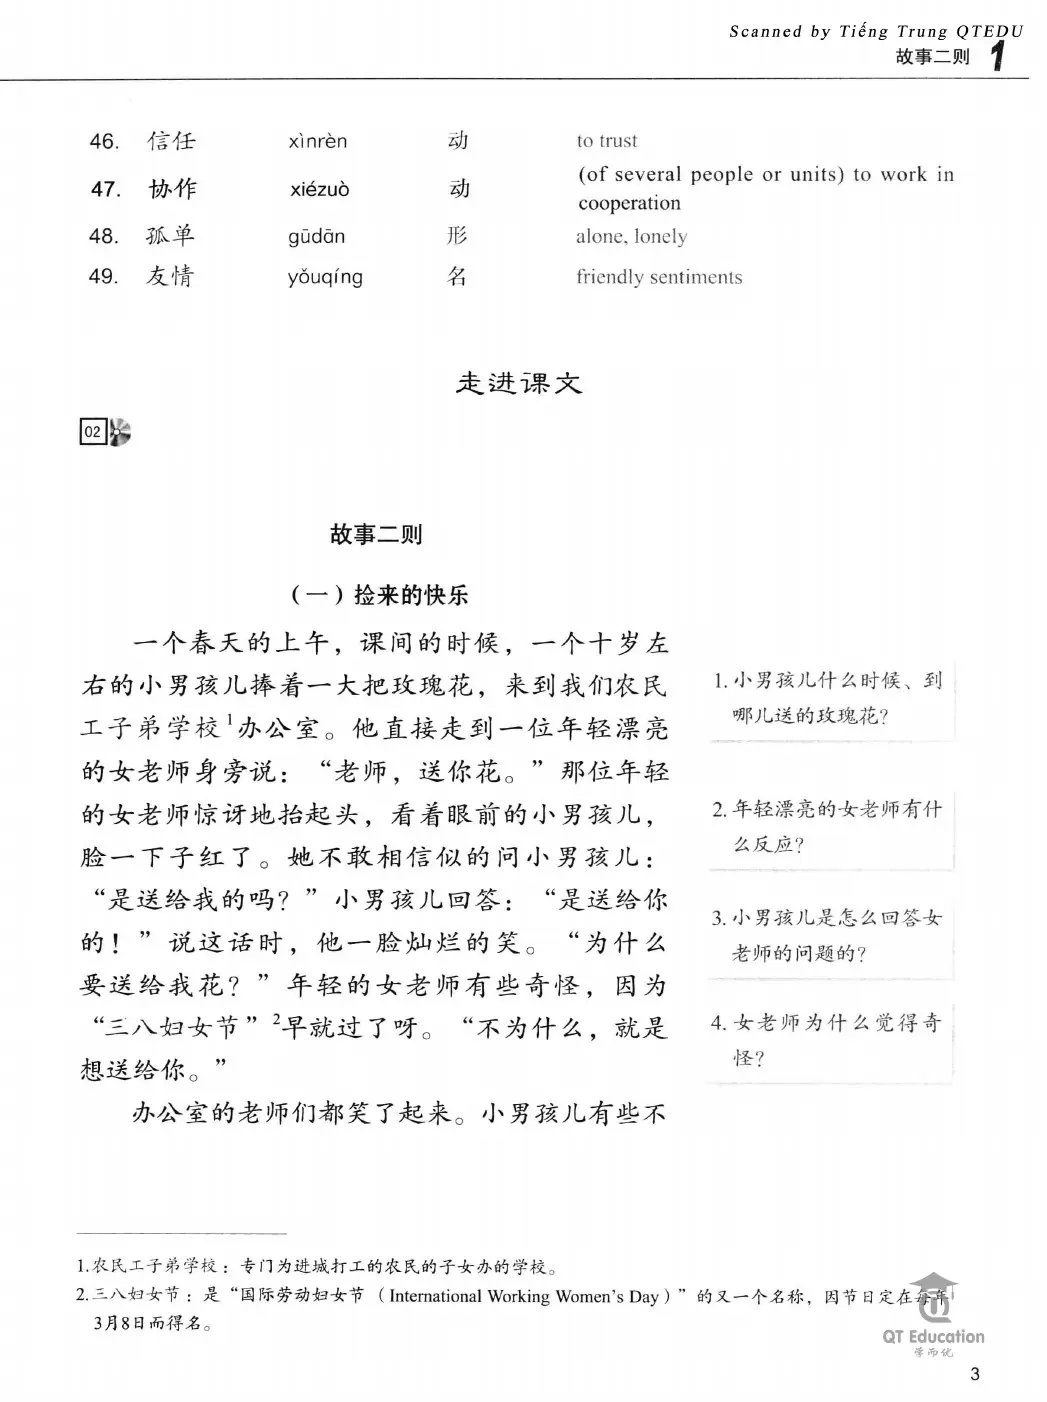 Scanned by Tiếng Trung QTEDU
故事二则 1
46. 信任 xìnrèn 动 to trust
47. 协作 xiézuò 动 (of several people or units) to work in
cooperation
48. 孤单 gūdān 形 alone, lonely
49. 友情 yǒuqíng 名 friendly sentiments
走进课文
02
故事二则
（一）捡来的快乐
一个春天的上午，课间的时候，一个十岁左
右的小男孩儿捧着一大把玫瑰花，来到我们农民
工子弟学校1办公室。他直接走到一位年轻漂亮
的女老师身旁说：“老师，送你花。”那位年轻
的女老师惊讶地抬起头，看着眼前的小男孩儿，
脸一下子红了。她不敢相信似的问小男孩儿：
“是送给我的吗？”小男孩儿回答：“是送给你
的！”说这话时，他一脸灿烂的笑。“为什么
要送给我花？”年轻的女老师有些奇怪，因为
“三八妇女节”2早就过了呀。“不为什么，就是
想送给你。”
办公室的老师们都笑了起来。小男孩儿有些不
1.小男孩儿什么时候、到
哪儿送的玫瑰花？
2.年轻漂亮的女老师有什
么反应？
3.小男孩儿是怎么回答女
老师的问题的？
4.女老师为什么觉得奇
怪？
1.农民工子弟学校：专门为进城打工的农民的子女办的学校。
2.三八妇女节：是“国际劳动妇女节（International Working Women's Day）”的又一个名称，因节日定在每年
3月8日而得名。
QT Education
学而优
3